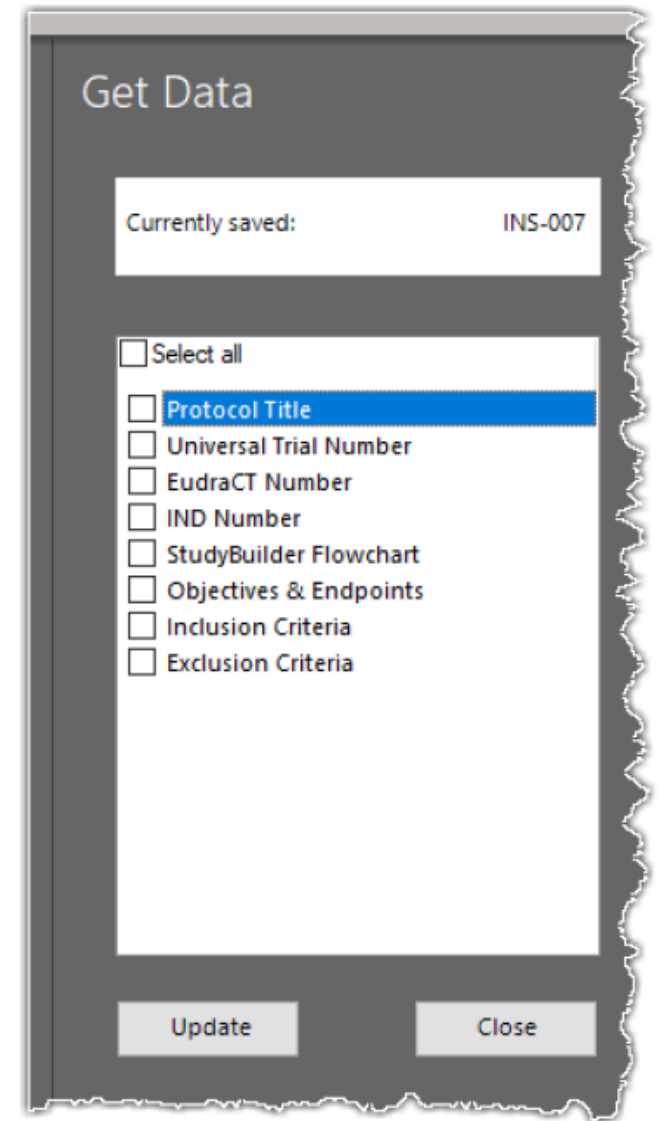 Get Data
Currently saved: INS-007
Select all
Protocol Title
Universal Trial Number
EudraCT Number
IND Number
StudyBuilder Flowchart
Objectives & Endpoints
Inclusion Criteria
Exclusion Criteria
Update Close